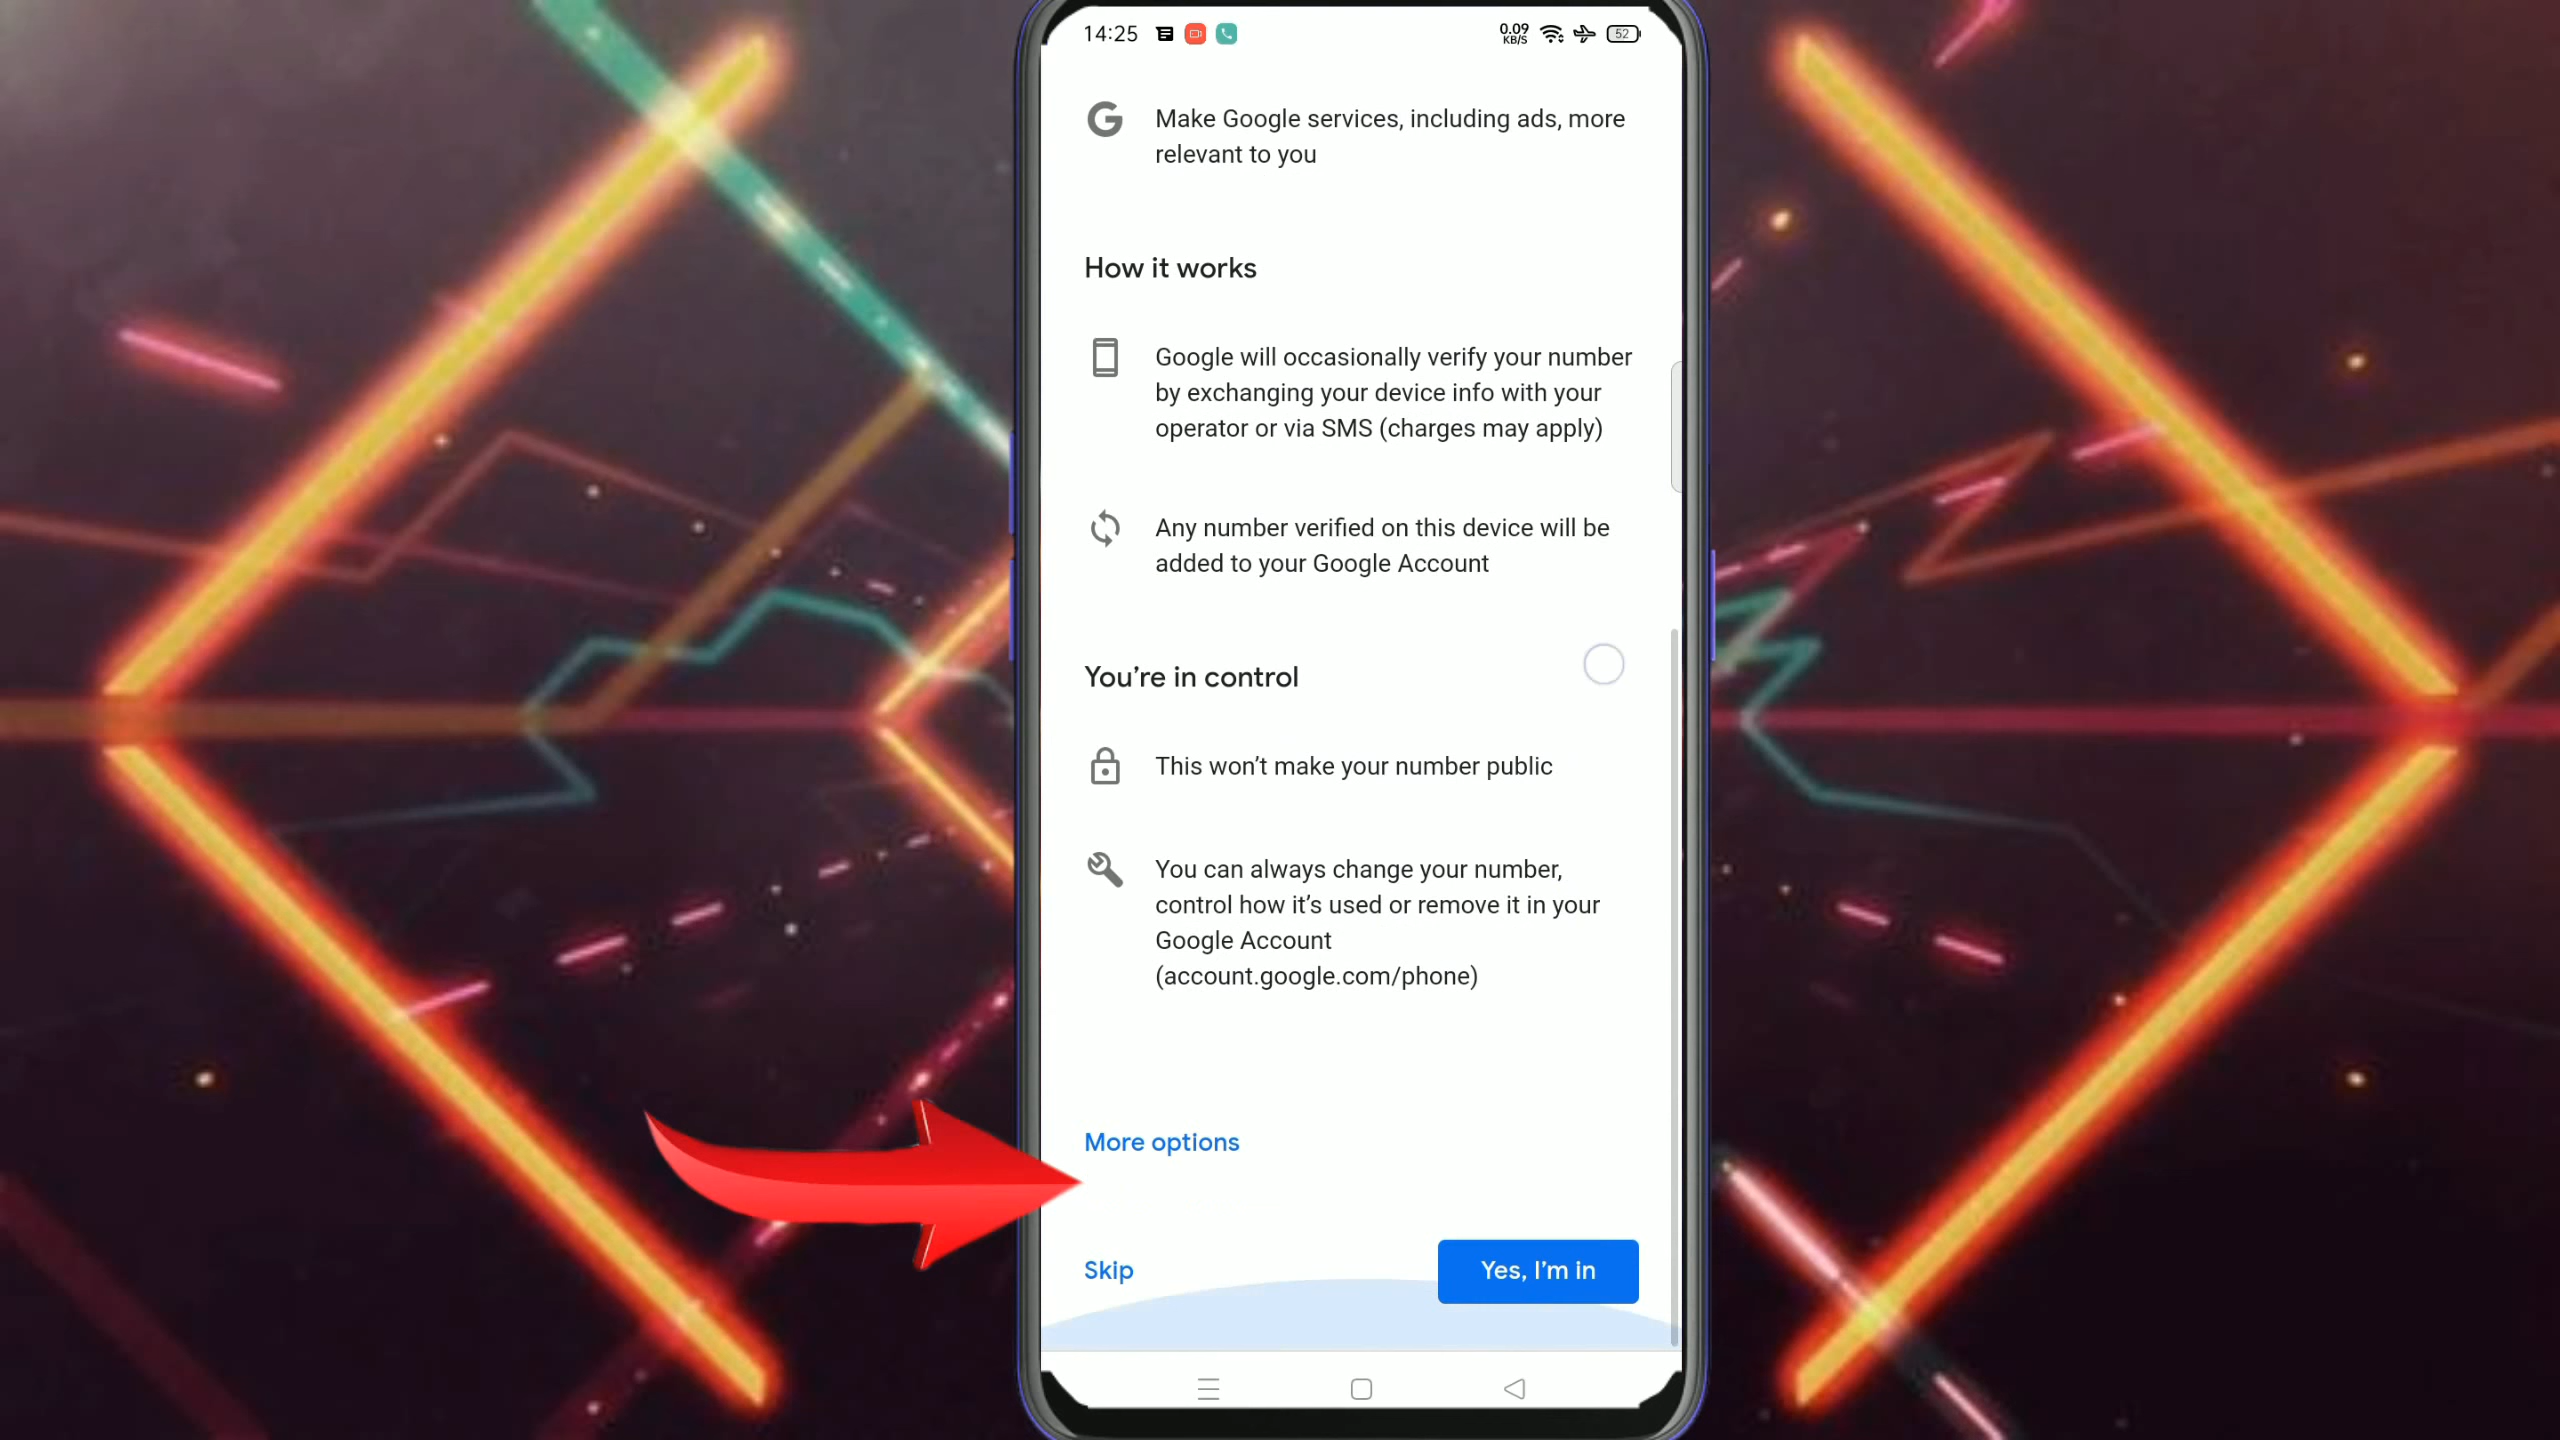 14:25
0.09
KB/S
52
Make Google services, including ads, more
relevant to you
How it works
Google will occasionally verify your number
by exchanging your device info with your
operator or via SMS (charges may apply)
Any number verified on this device will be
added to your Google Account
You're in control
This won't make your number public
You can always change your number,
control how it's used or remove it in your
Google Account
(account.google.com/phone)
More options
Skip
Yes, I'm in